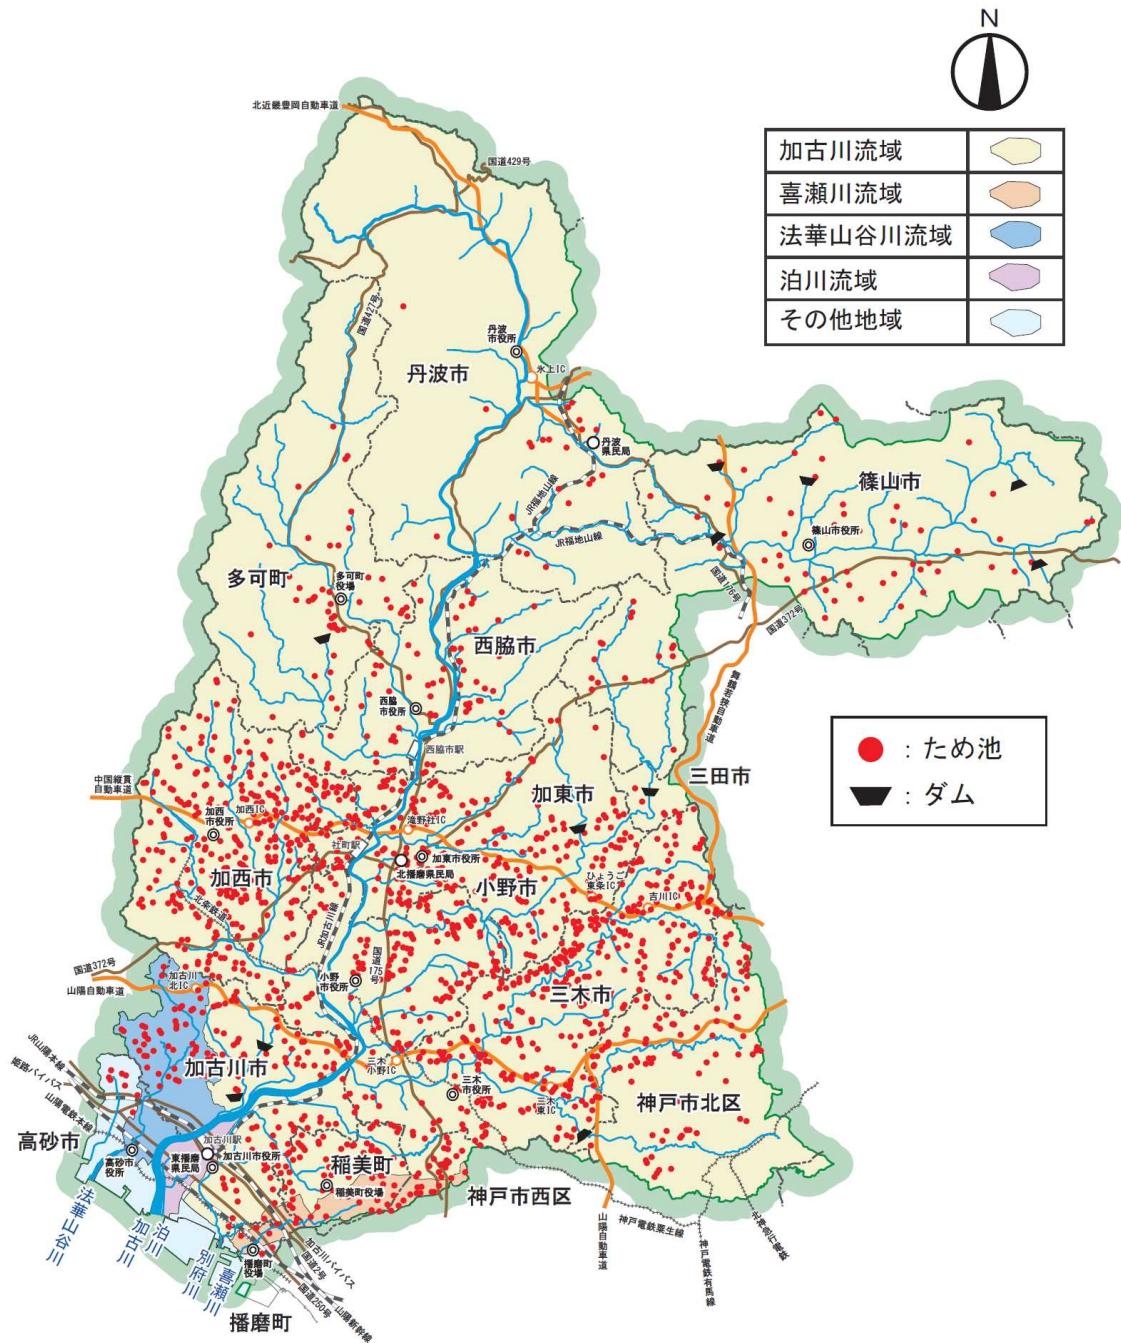 N
北近畿豊岡自動車道
国道429号
加古川流域
喜瀬川流域
法華山谷川流域
泊川流域
その他地域
国道427号
丹波
市役所
氷上IC
丹波市
丹波
県民局
篠山市
JR福地山線
JR福地山線
篠山市役所
国道176号
国道372号
多可町
多可町
役場
西脇市
西脇
市役所
西脇市駅
舞鶴若狭自動車道
三田市
：ため池
：ダム
中国縦貫
自動車道
加西IC
加西
市役所
加東市
滝野社IC
社町駅
加東市役所
北播磨県民局
加西市
小野市
ひょうご
東条IC
吉川IC
北条鉄道
JR加古川線
国道175号
国道372号
山陽自動車道
加古川
北IC
小野
市役所
三木市
JR山陽本線
姫路バイパス
山陽電鉄本線
加古川市
三木
小野IC
三木
市役所
三木
東IC
神戸市北区
高砂市
高砂市
役所
加古川駅
東播磨
県民局
加古川市役所
稲美町
稲美町役場
神戸市西区
法華山谷川
加古川
泊川
別府川
喜瀬川
播磨町
役場
播磨町
加古川バイパス
国道2号
国道250号
山陽新幹線
山陽自動車道
神戸電鉄粟生線
神戸電鉄有馬線